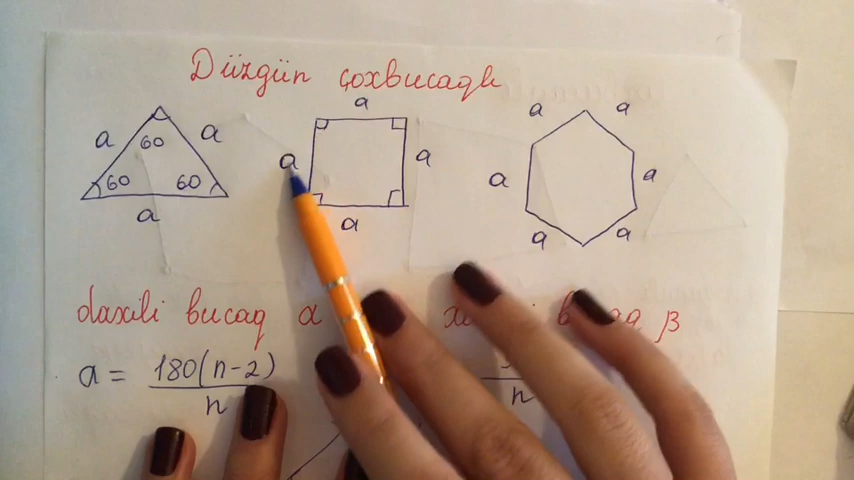 Düzgün çoxbucaqlı
a a 60 60 60 a
a a a a
a a a a a a
daxili bucaq α β
a = 180(n-2)
n n